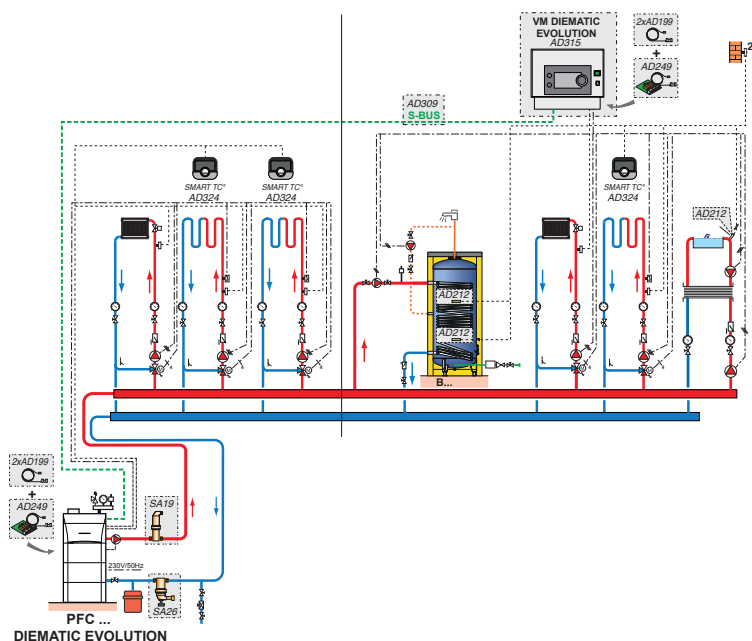 VM DIEMATIC
EVOLUTION
AD315
2xAD199
+
AD249
2
AD309
S-BUS
SMART TC°
AD324
SMART TC°
AD324
SMART TC°
AD324
AD212
AD212
AD212
B...
2xAD199
+
AD249
SA19
230V/50Hz
SA26
PFC ...
DIEMATIC EVOLUTION